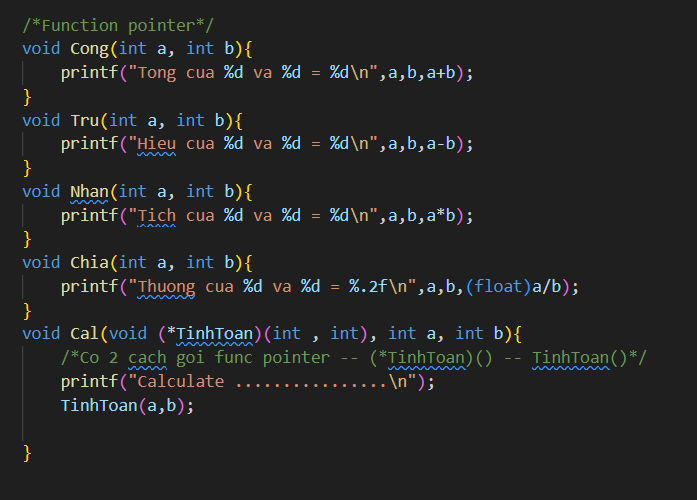 /*Function pointer*/
void Cong(int a, int b){
    printf("Tong cua %d va %d = %d\n",a,b,a+b);
}
void Tru(int a, int b){
    printf("Hieu cua %d va %d = %d\n",a,b,a-b);
}
void Nhan(int a, int b){
    printf("Tich cua %d va %d = %d\n",a,b,a*b);
}
void Chia(int a, int b){
    printf("Thuong cua %d va %d = %.2f\n",a,b,(float)a/b);
}
void Cal(void (*TinhToan)(int , int), int a, int b){
    /*Co 2 cach goi func pointer -- (*TinhToan)() -- TinhToan()*/
    printf("Calculate ................\n");
    TinhToan(a,b);
}